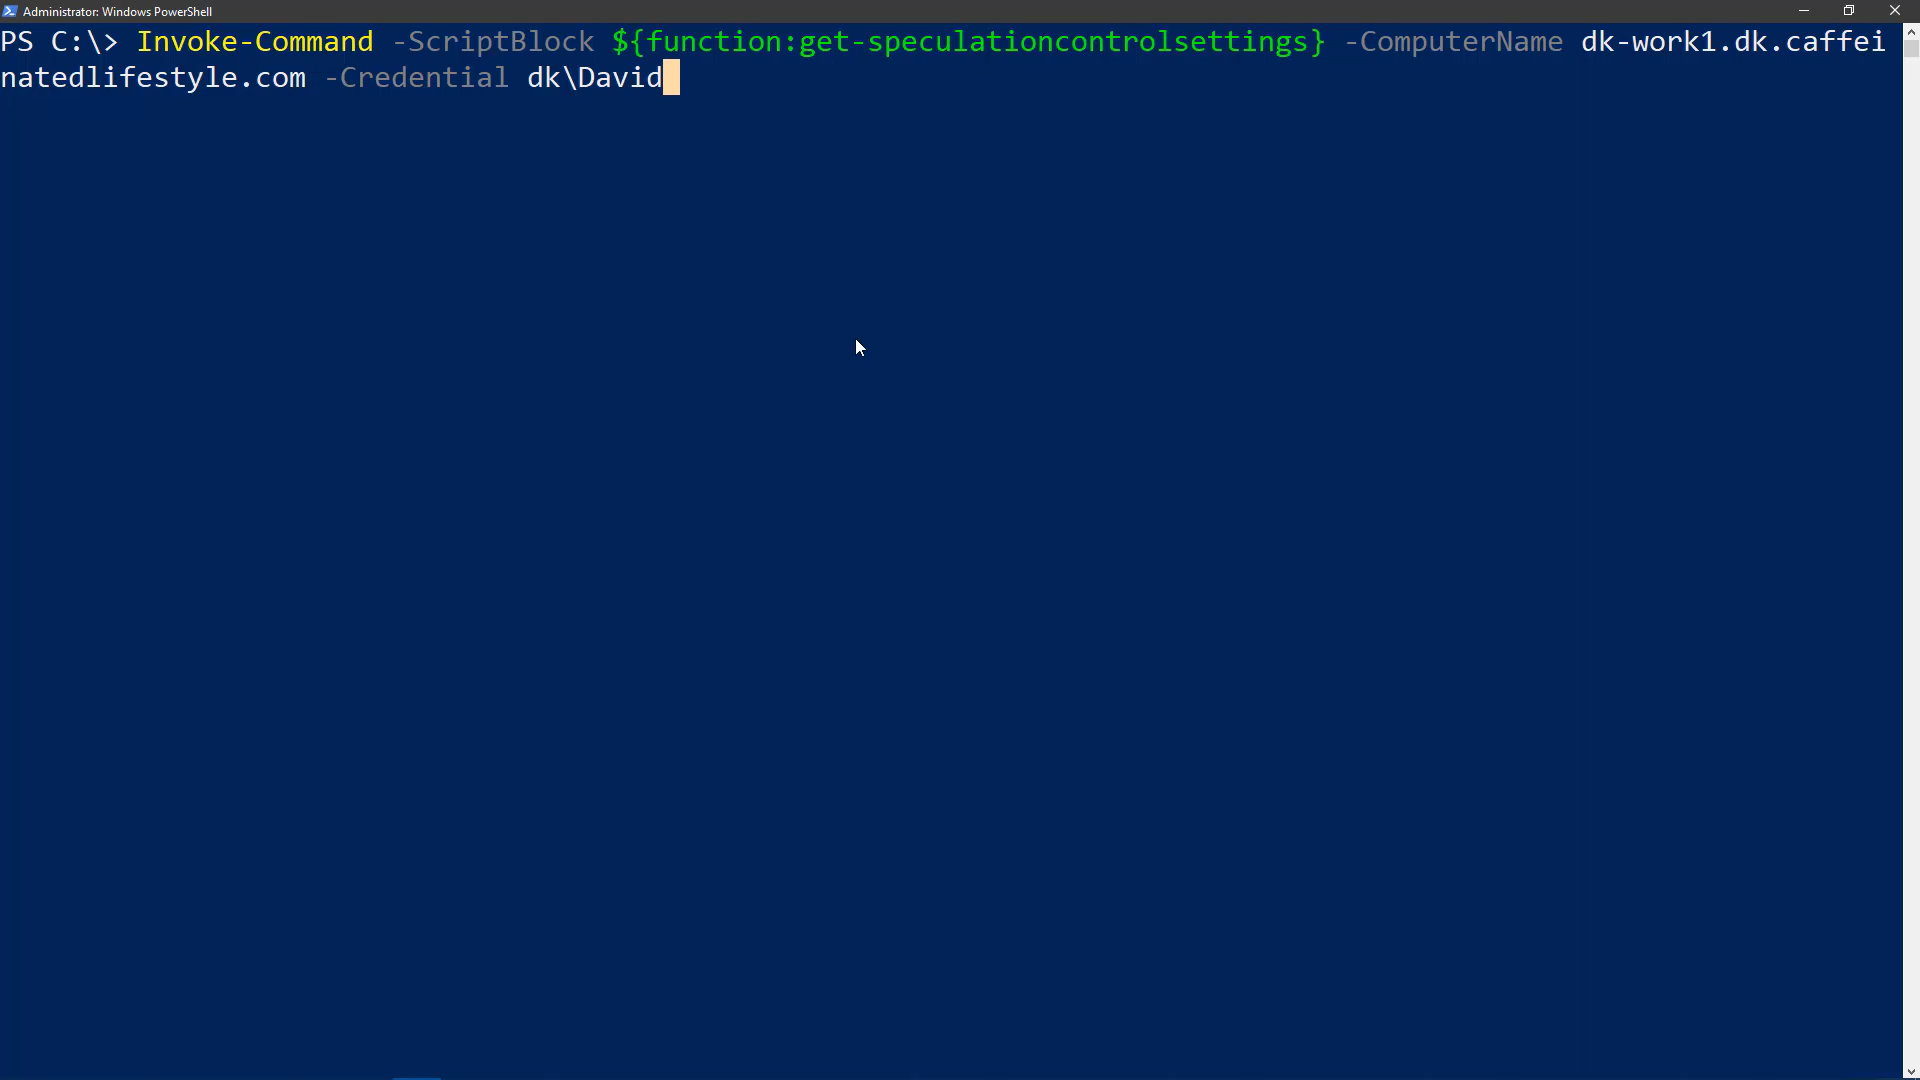 Administrator: Windows PowerShell
PS C:\> Invoke-Command -ScriptBlock ${function:get-speculationcontrolsettings} -ComputerName dk-work1.dk.caffei
natedlifestyle.com -Credential dk\David